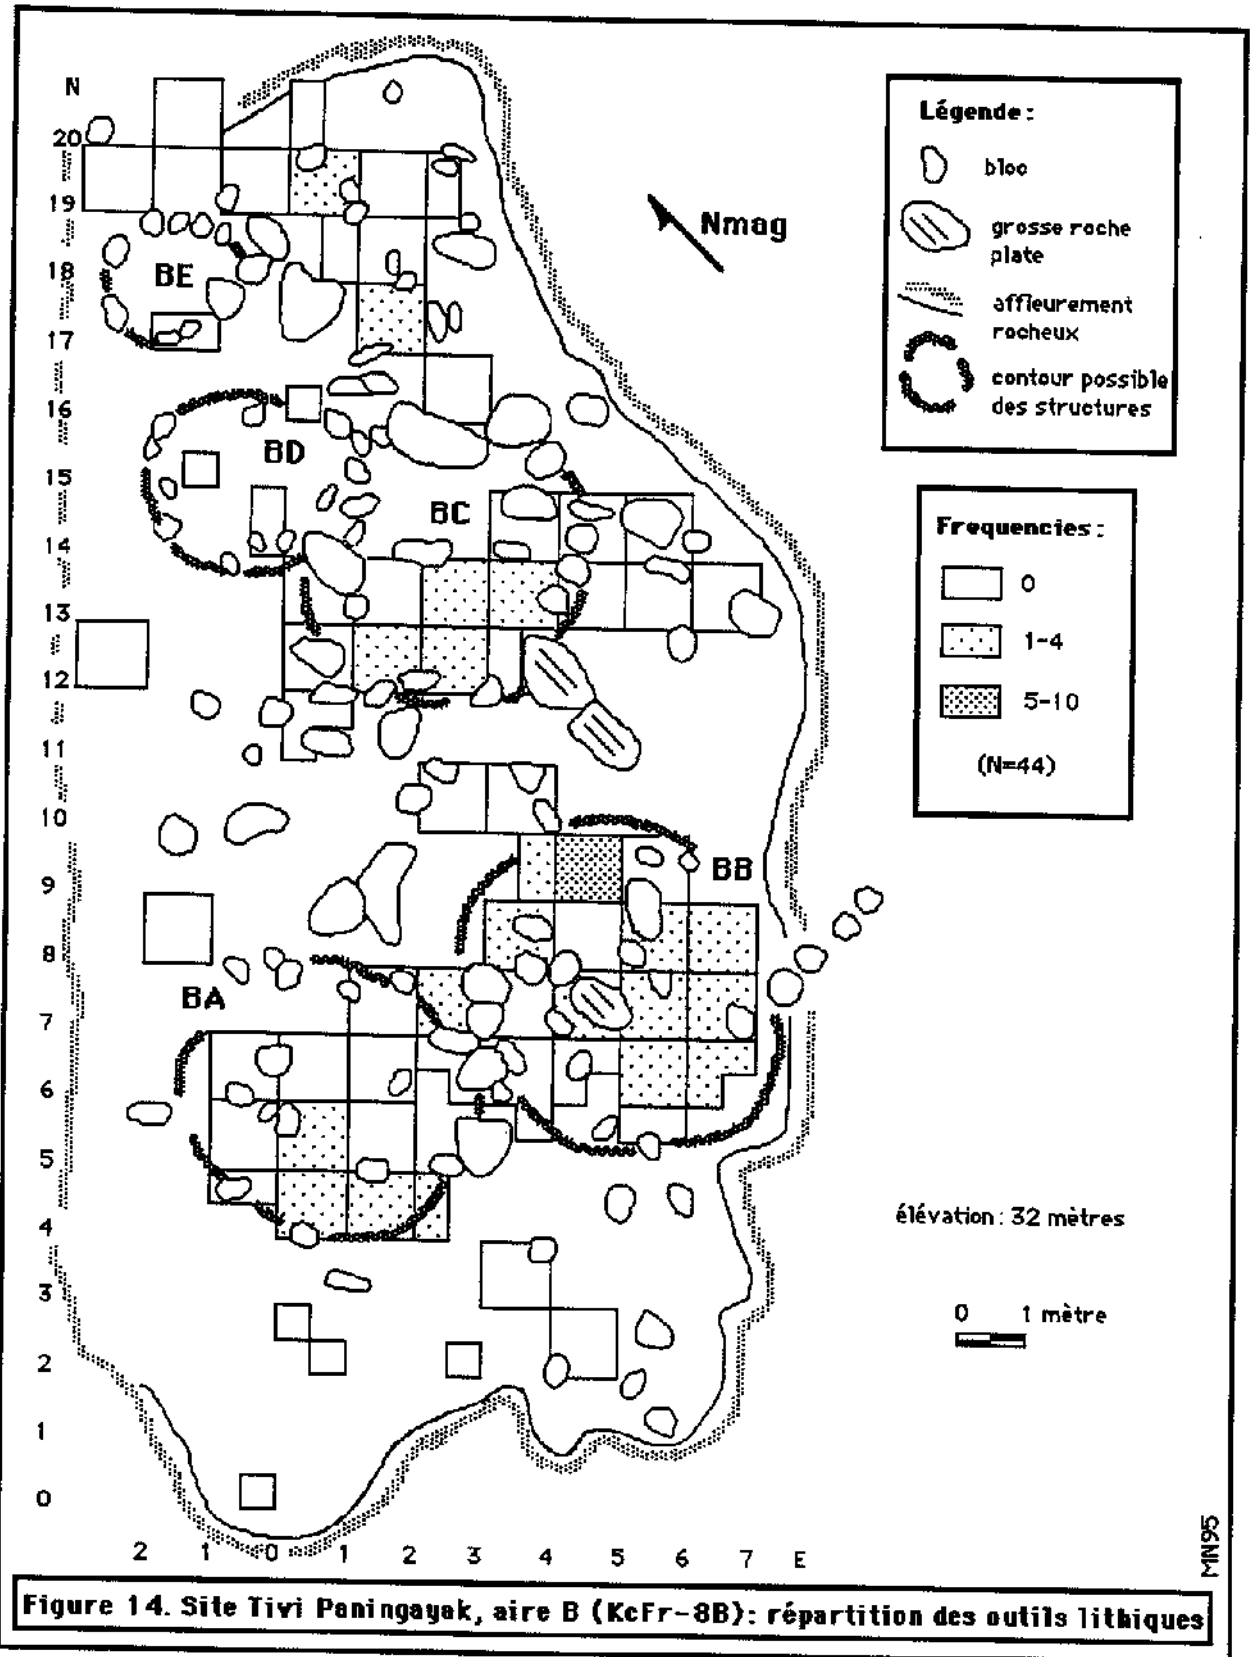 N
20
19
18
17
16
15
14
13
12
11
10
9
8
7
6
5
4
3
2
1
0
2 1 0 1 2 3 4 5 6 7 E
BE
BD
BC
BB
BA
Nmag
Légende :
bloc
grosse roche
plate
affleurement
rocheux
contour possible
des structures
Frequencies :
0
1-4
5-10
(N=44)
élévation : 32 mètres
0 1 mètre
MN95
Figure 14. Site Tivi Paningayak, aire B (KcFr-8B): répartition des outils lithiques